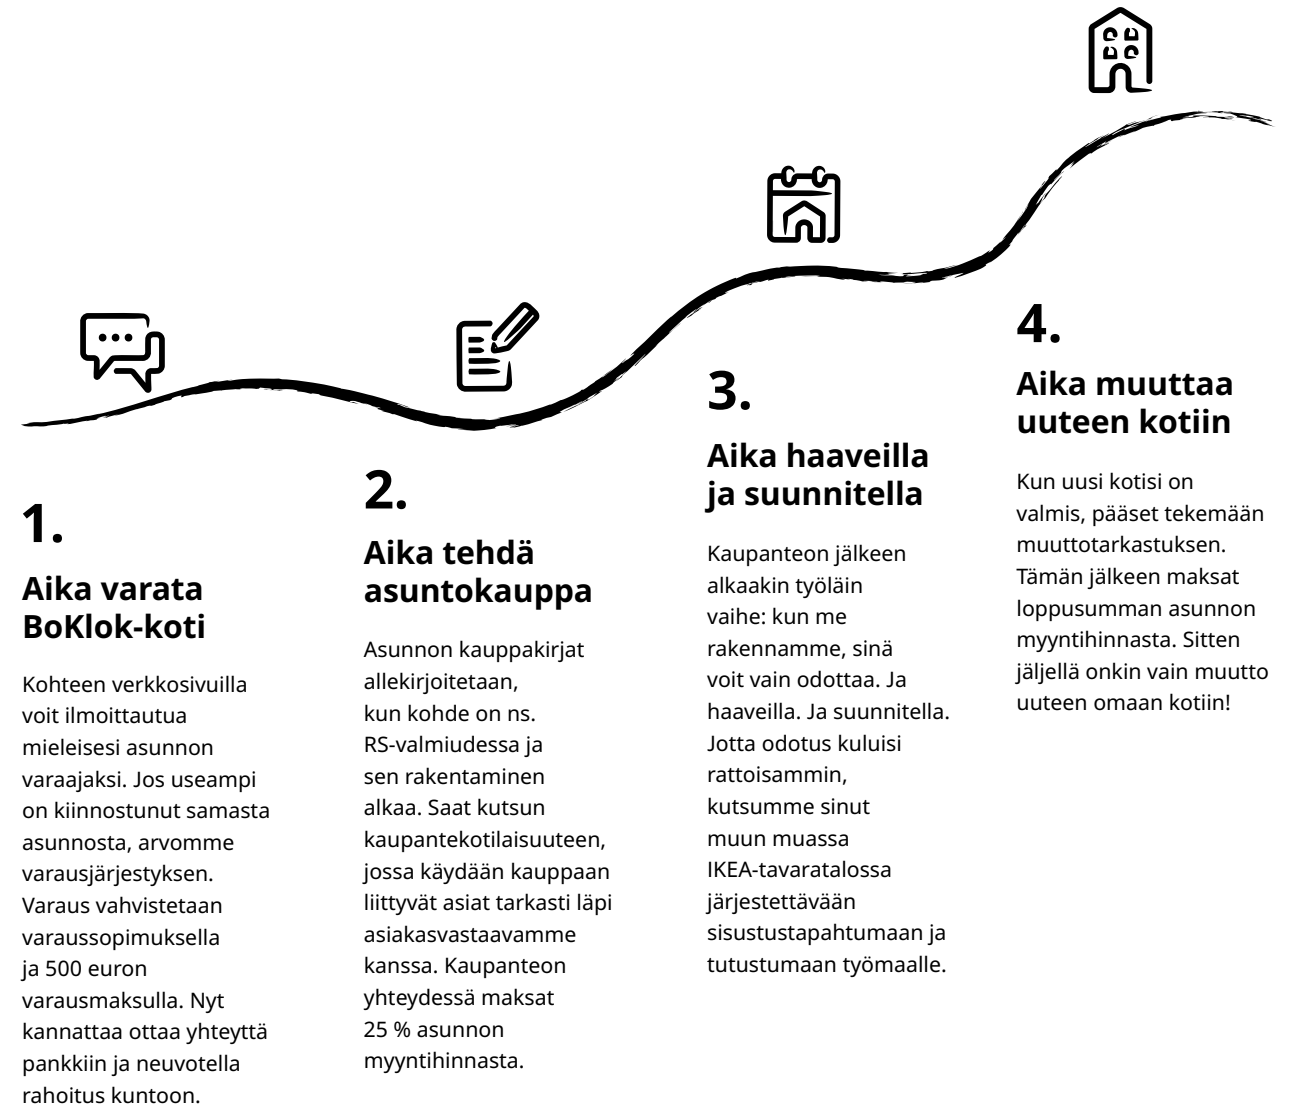 1.
Aika varata
BoKlok-koti
Kohteen verkkosivuilla
voit ilmoittautua
mieleisesi asunnon
varaajaksi. Jos useampi
on kiinnostunut samasta
asunnosta, arvomme
varausjärjestyksen.
Varaus vahvistetaan
varaussopimuksella
ja 500 euron
varausmaksulla. Nyt
kannattaa ottaa yhteyttä
pankkiin ja neuvotella
rahoitus kuntoon.
2.
Aika tehdä
asuntokauppa
Asunnon kauppakirjat
allekirjoitetaan,
kun kohde on ns.
RS-valmiudessa ja
sen rakentaminen
alkaa. Saat kutsun
kaupantekotilaisuuteen,
jossa käydään kauppaan
liittyvät asiat tarkasti läpi
asiakasvastaavamme
kanssa. Kaupanteon
yhteydessä maksat
25 % asunnon
myyntihinnasta.
3.
Aika haaveilla
ja suunnitella
Kaupanteon jälkeen
alkaakin työläin
vaihe: kun me
rakennamme, sinä
voit vain odottaa. Ja
haaveilla. Ja suunnitella.
Jotta odotus kuluisi
rattoisammin,
kutsumme sinut
muun muassa
IKEA-tavaratalossa
järjestettävään
sisustustapahtumaan ja
tutustumaan työmaalle.
4.
Aika muuttaa
uuteen kotiin
Kun uusi kotisi on
valmis, pääset tekemään
muuttotarkastuksen.
Tämän jälkeen maksat
loppusumman asunnon
myyntihinnasta. Sitten
jäljellä onkin vain muutto
uuteen omaan kotiin!